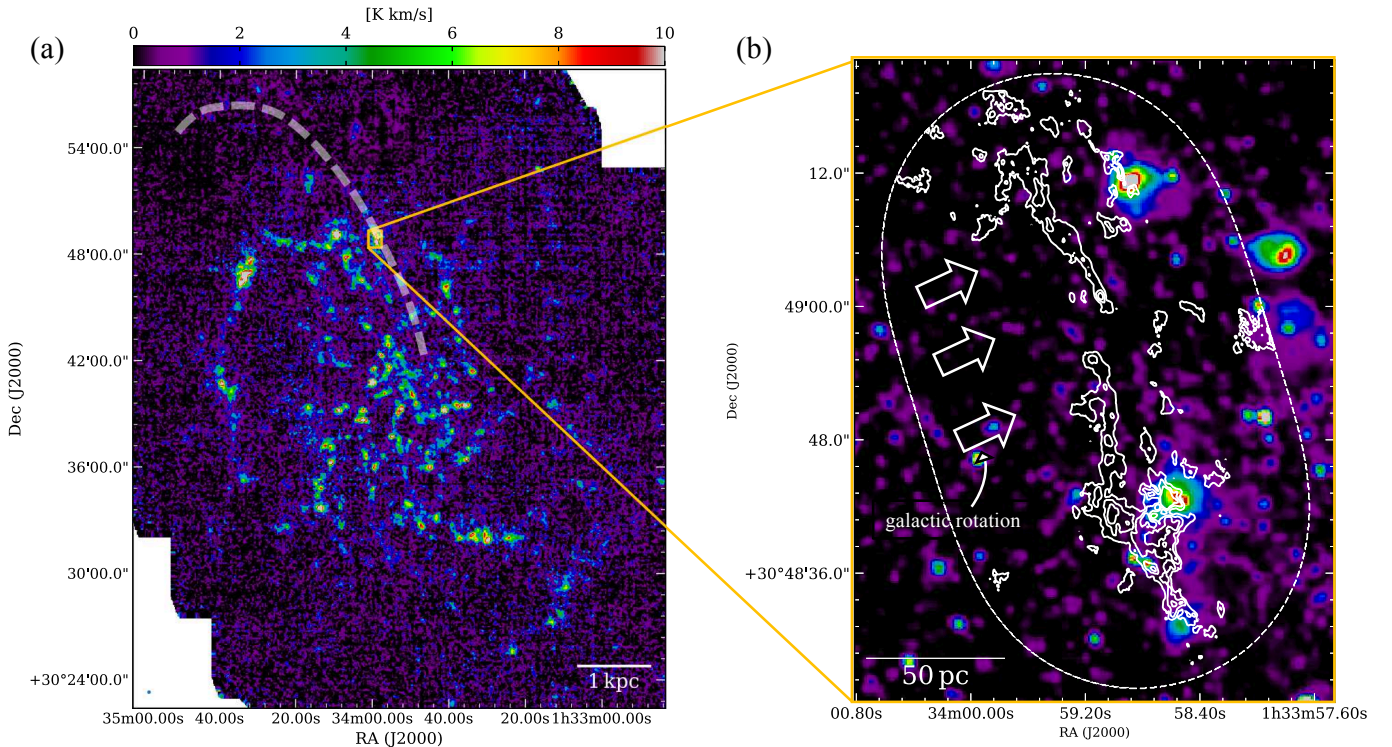 (a)
[K km/s]
0 2 4 6 8 10
Dec (J2000)
54'00.0"
48'00.0"
42'00.0"
36'00.0"
30'00.0"
+30°24'00.0"
1 kpc
35m00.00s 40.00s 20.00s 34m00.00s 40.00s 20.00s 1h33m00.00s
RA (J2000)
(b)
Dec (J2000)
12.0"
49'00.0"
48.0"
+30°48'36.0"
galactic rotation
50 pc
00.80s 34m00.00s 59.20s 58.40s 1h33m57.60s
RA (J2000)